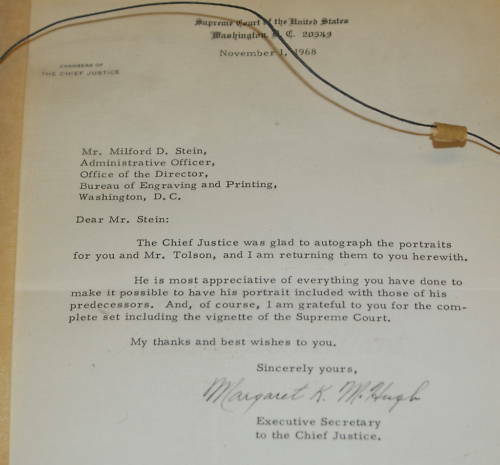 Supreme Court of the United States
Washington, D. C. 20543
November 1, 1968
CHAMBERS OF
THE CHIEF JUSTICE
Mr. Milford D. Stein,
Administrative Officer,
Office of the Director,
Bureau of Engraving and Printing,
Washington, D. C.
Dear Mr. Stein:
The Chief Justice was glad to autograph the portraits
for you and Mr. Tolson, and I am returning them to you herewith.
He is most appreciative of everything you have done to
make it possible to have his portrait included with those of his
predecessors. And, of course, I am grateful to you for the com-
plete set including the vignette of the Supreme Court.
My thanks and best wishes to you.
Sincerely yours,
Margaret K. McHugh
Executive Secretary
to the Chief Justice.